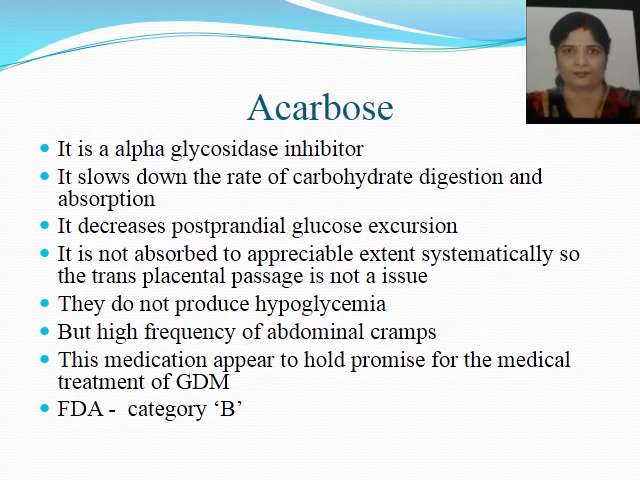 Acarbose
It is a alpha glycosidase inhibitor
It slows down the rate of carbohydrate digestion and
absorption
It decreases postprandial glucose excursion
It is not absorbed to appreciable extent systematically so
the trans placental passage is not a issue
They do not produce hypoglycemia
But high frequency of abdominal cramps
This medication appear to hold promise for the medical
treatment of GDM
FDA - category ‘B’